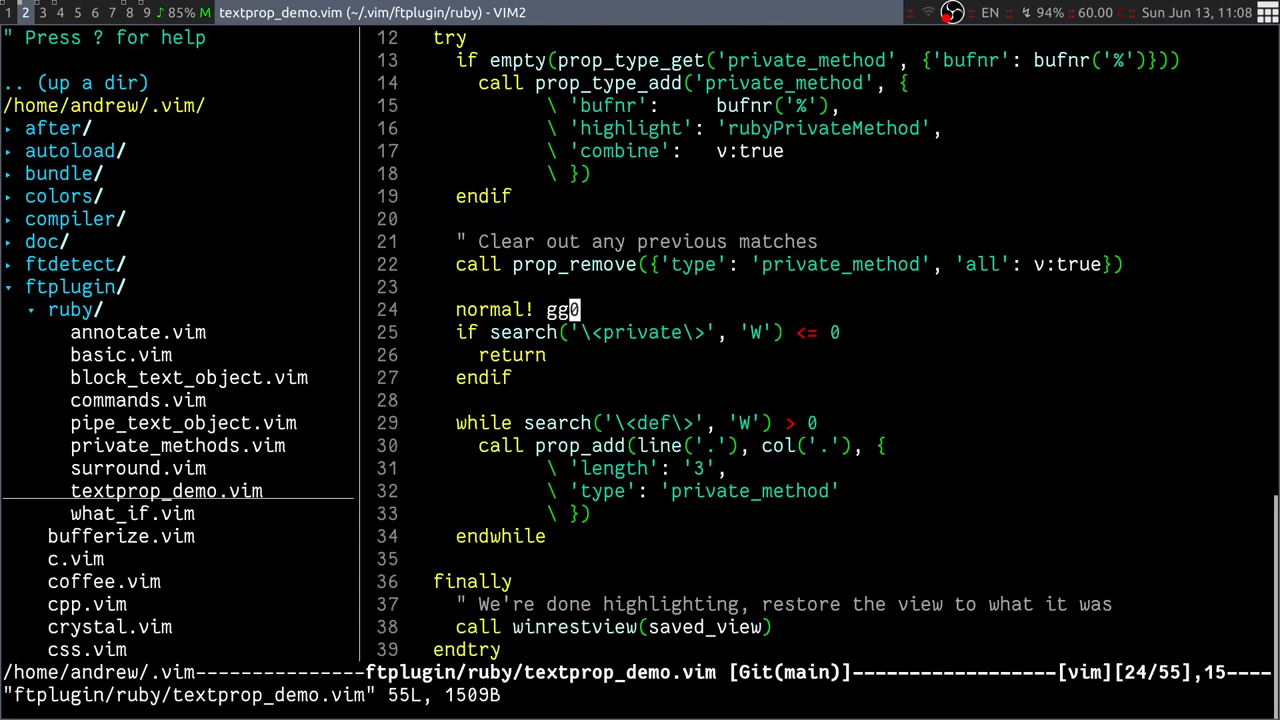 1 2 3 4 5 6 7 8 9 ♪ 85% M textprop_demo.vim (~/.vim/ftplugin/ruby) - VIM2 :: :: EN :: ↯ 94% :: 60.00 C :: Sun Jun 13, 11:08
" Press ? for help
.. (up a dir)
/home/andrew/.vim/
▸ after/
▸ autoload/
▸ bundle/
▸ colors/
▸ compiler/
▸ doc/
▸ ftdetect/
▾ ftplugin/
▾ ruby/
annotate.vim
basic.vim
block_text_object.vim
commands.vim
pipe_text_object.vim
private_methods.vim
surround.vim
textprop_demo.vim
what_if.vim
bufferize.vim
c.vim
coffee.vim
cpp.vim
crystal.vim
css.vim
12 try
13 if empty(prop_type_get('private_method', {'bufnr': bufnr('%')}))
14 call prop_type_add('private_method', {
15 \ 'bufnr': bufnr('%'),
16 \ 'highlight': 'rubyPrivateMethod',
17 \ 'combine': v:true
18 \ })
19 endif
20
21 " Clear out any previous matches
22 call prop_remove({'type': 'private_method', 'all': v:true})
23
24 normal! gg0
25 if search('\<private\>', 'W') <= 0
26 return
27 endif
28
29 while search('\<def\>', 'W') > 0
30 call prop_add(line('.'), col('.'), {
31 \ 'length': '3',
32 \ 'type': 'private_method'
33 \ })
34 endwhile
35
36 finally
37 " We're done highlighting, restore the view to what it was
38 call winrestview(saved_view)
39 endtry
/home/andrew/.vim--------------ftplugin/ruby/textprop_demo.vim [Git(main)]------------------[vim][24/55],15----
"ftplugin/ruby/textprop_demo.vim" 55L, 1509B